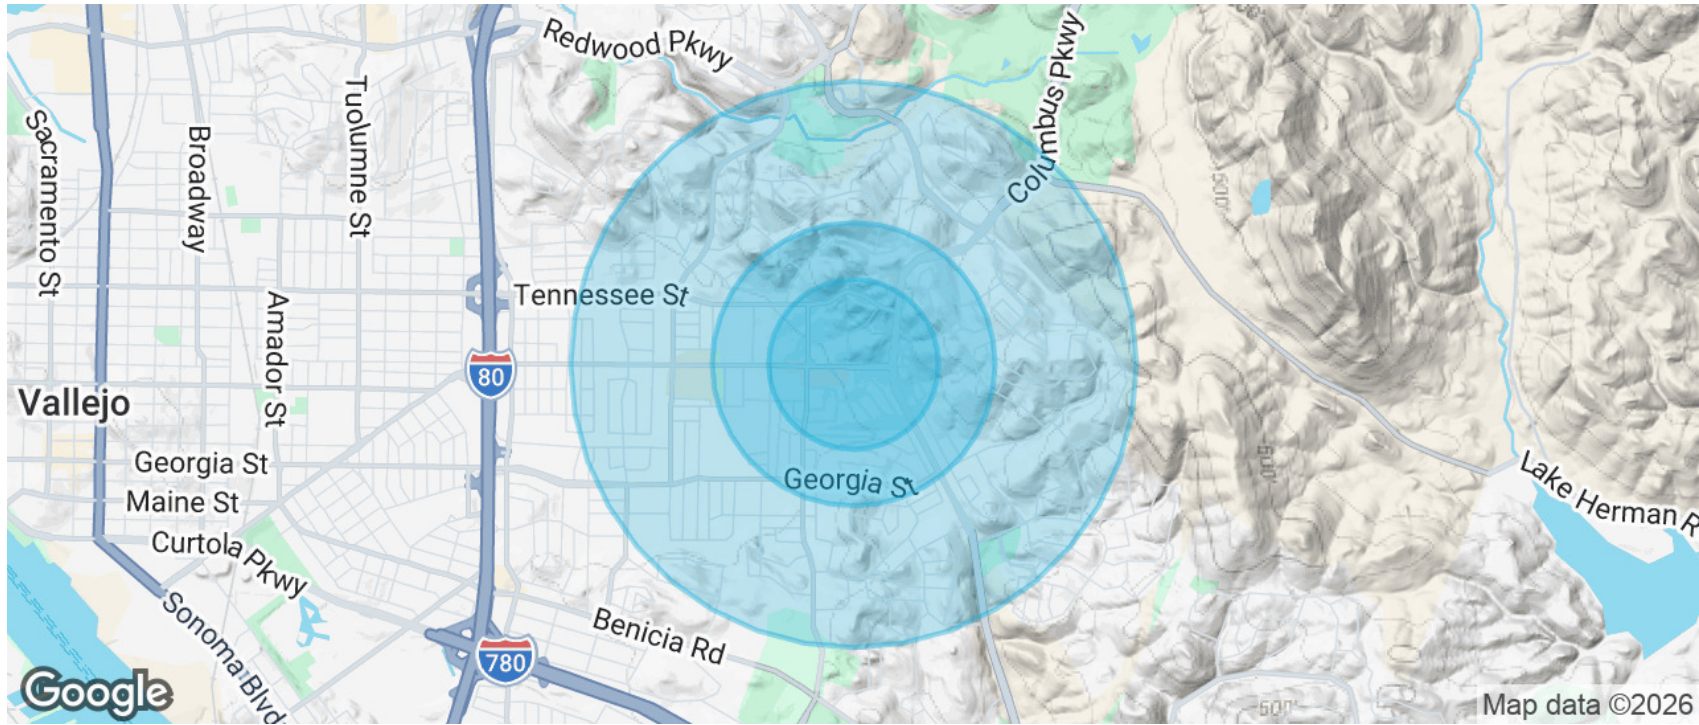 Redwood Pkwy
Columbus Pkwy
Tuolumne St
Sacramento St
Broadway
500'
Tennessee St
Amador St
80
Vallejo
Georgia St
Georgia St
600'
Maine St
Lake Herman R
Curtola Pkwy
Sonoma Blvd
Benicia Rd
780
Google
500'
Map data ©2026